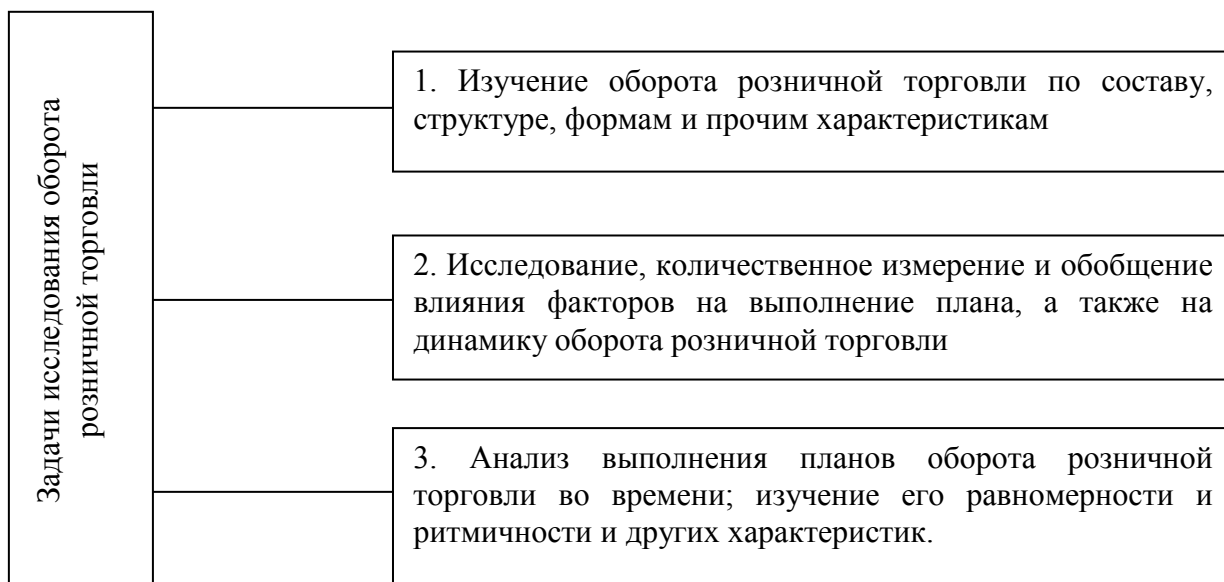 Задачи исследования оборота
розничной торговли
1. Изучение оборота розничной торговли по составу,
структуре, формам и прочим характеристикам
2. Исследование, количественное измерение и обобщение
влияния факторов на выполнение плана, а также на
динамику оборота розничной торговли
3. Анализ выполнения планов оборота розничной
торговли во времени; изучение его равномерности и
ритмичности и других характеристик.